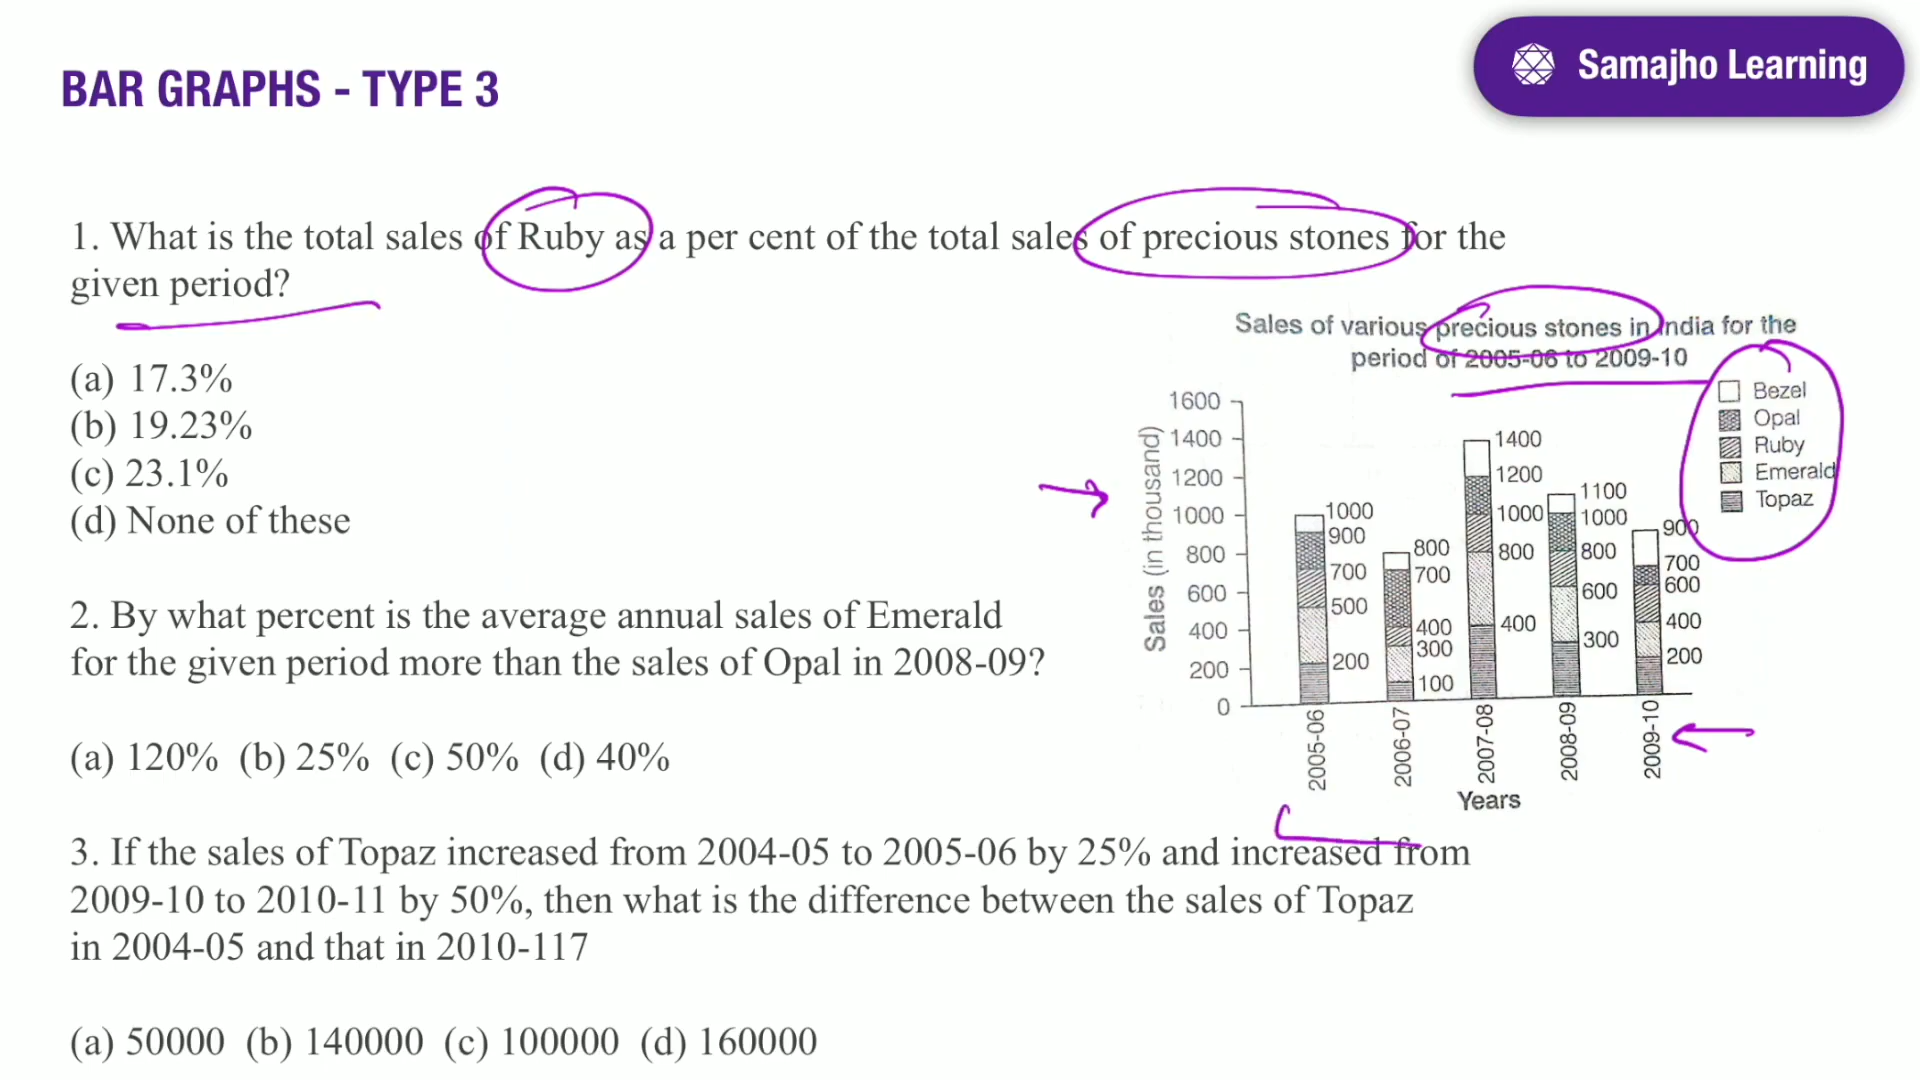 Samajho Learning
BAR GRAPHS - TYPE 3
1. What is the total sales of Ruby as a per cent of the total sales of precious stones for the
given period?
(a) 17.3%
(b) 19.23%
(c) 23.1%
(d) None of these
2. By what percent is the average annual sales of Emerald
for the given period more than the sales of Opal in 2008-09?
(a) 120% (b) 25% (c) 50% (d) 40%
3. If the sales of Topaz increased from 2004-05 to 2005-06 by 25% and increased from
2009-10 to 2010-11 by 50%, then what is the difference between the sales of Topaz
in 2004-05 and that in 2010-117
(a) 50000 (b) 140000 (c) 100000 (d) 160000
Sales of various precious stones in India for the
period of 2005-06 to 2009-10
Bezel
Opal
Ruby
Emerald
Topaz
Sales (in thousand)
1600
1400
1200
1000
800
600
400
200
0
1000
900
700
500
200
800
700
400
300
100
1400
1200
1000
800
400
1100
1000
800
600
300
900
700
600
400
200
2005-06
2006-07
2007-08
2008-09
2009-10
Years